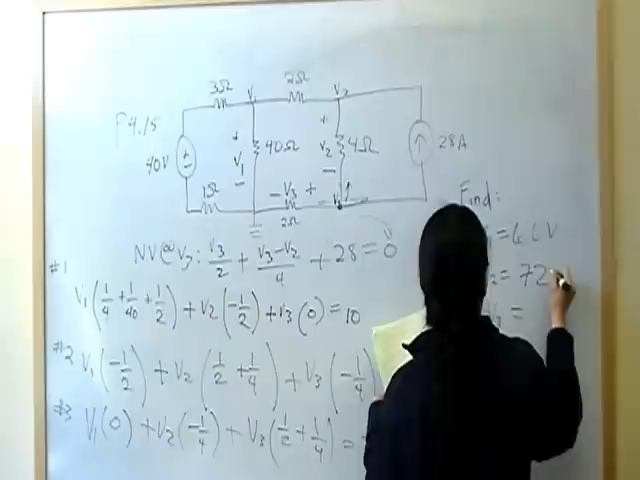 P4.15
3Ω V₁ 2Ω V₂
40V + - + V₁ - 40Ω + V₂ - 4Ω 28A
1Ω - V₃ + 2Ω V₃
Find:
NV@V₃: V₃/2 + (V₃-V₂)/4 + 28 = 0
#1 V₁(1/4 + 1/40 + 1/2) + V₂(-1/2) + V₃(0) = 10
= 72
=
#2 V₁(-1/2) + V₂(1/2 + 1/4) + V₃(-1/4)
#3 V₁(0) + V₂(-1/4) + V₃(1/2 + 1/4) =